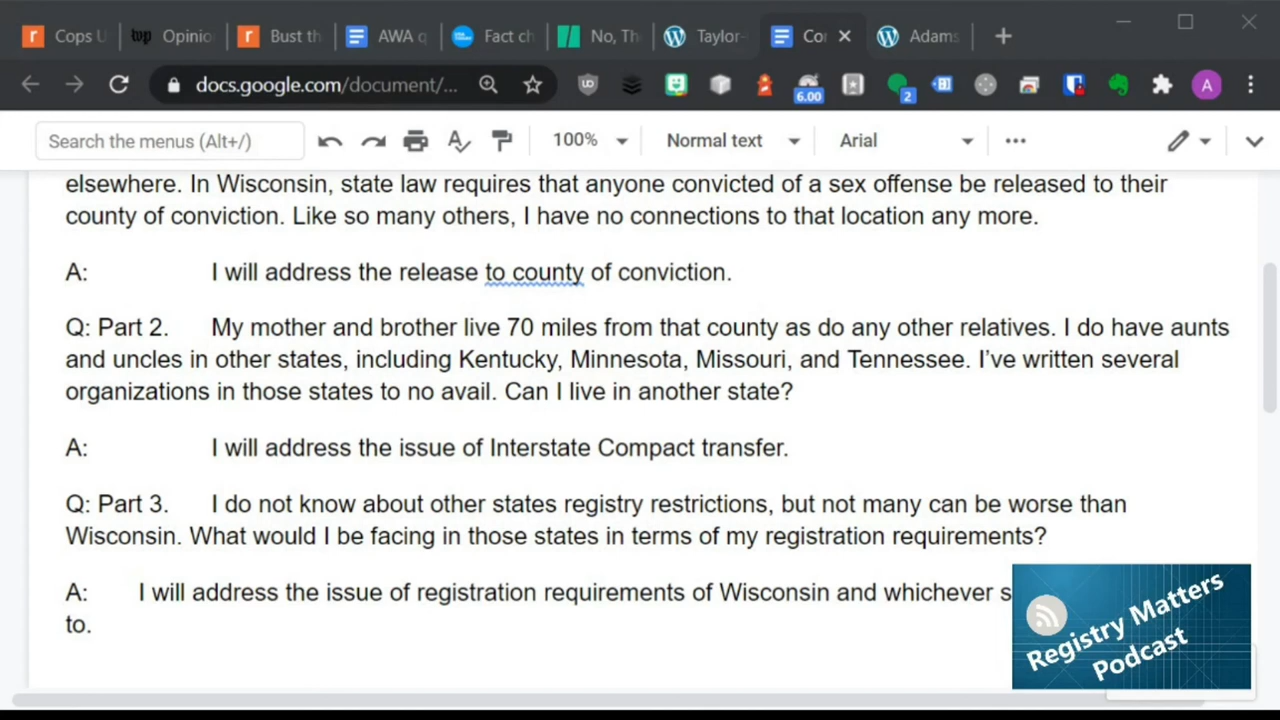 Cops U
Opinio
Bust th
AWA q
Fact ch
No, Th
Taylor-
Co
Adams
docs.google.com/document/...
6.00
2
A
Search the menus (Alt+/)
100%
Normal text
Arial
elsewhere. In Wisconsin, state law requires that anyone convicted of a sex offense be released to their
county of conviction. Like so many others, I have no connections to that location any more.
A: I will address the release to county of conviction.
Q: Part 2. My mother and brother live 70 miles from that county as do any other relatives. I do have aunts
and uncles in other states, including Kentucky, Minnesota, Missouri, and Tennessee. I've written several
organizations in those states to no avail. Can I live in another state?
A: I will address the issue of Interstate Compact transfer.
Q: Part 3. I do not know about other states registry restrictions, but not many can be worse than
Wisconsin. What would I be facing in those states in terms of my registration requirements?
A: I will address the issue of registration requirements of Wisconsin and whichever s
to.
Registry Matters
Podcast